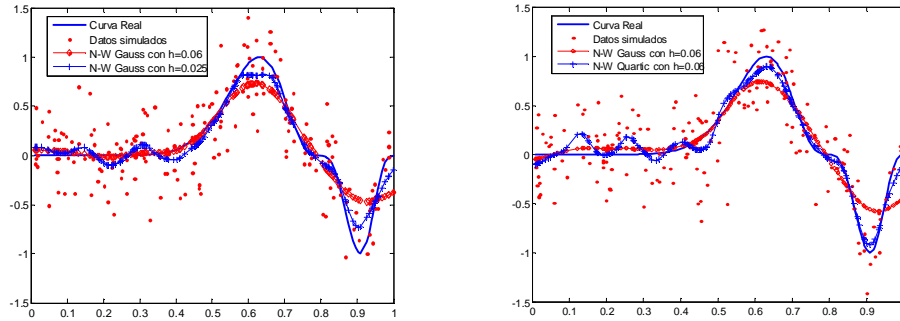 1.5
Curva Real
Datos simulados
N-W Gauss con h=0.06
N-W Gauss con h=0.025
1
0.5
0
-0.5
-1
-1.5
0 0.1 0.2 0.3 0.4 0.5 0.6 0.7 0.8 0.9 1
1.5
Curva Real
Datos simulados
N-W Gauss con h=0.06
N-W Quartic con h=0.06
1
0.5
0
-0.5
-1
-1.5
0 0.1 0.2 0.3 0.4 0.5 0.6 0.7 0.8 0.9